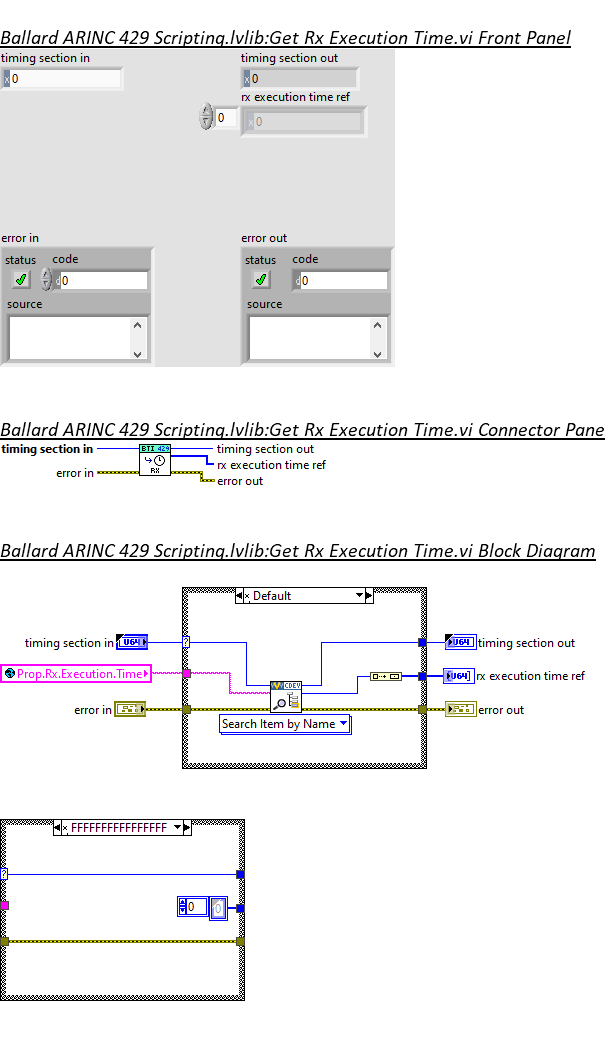 Ballard ARINC 429 Scripting.lvlib:Get Rx Execution Time.vi Front Panel
timing section in
timing section out
x 0
x 0
rx execution time ref
0
x 0
error in
error out
status code
status code
d 0
d 0
source
source
Ballard ARINC 429 Scripting.lvlib:Get Rx Execution Time.vi Connector Pane
timing section in
BTI 429
RX
timing section out
rx execution time ref
error in
error out
Ballard ARINC 429 Scripting.lvlib:Get Rx Execution Time.vi Block Diagram
x Default
timing section in
U64
?
U64
timing section out
Prop.Rx.Execution.Time
CDEV
U64
rx execution time ref
error in
error out
Search Item by Name
x FFFFFFFFFFFFFFFF
?
0
0